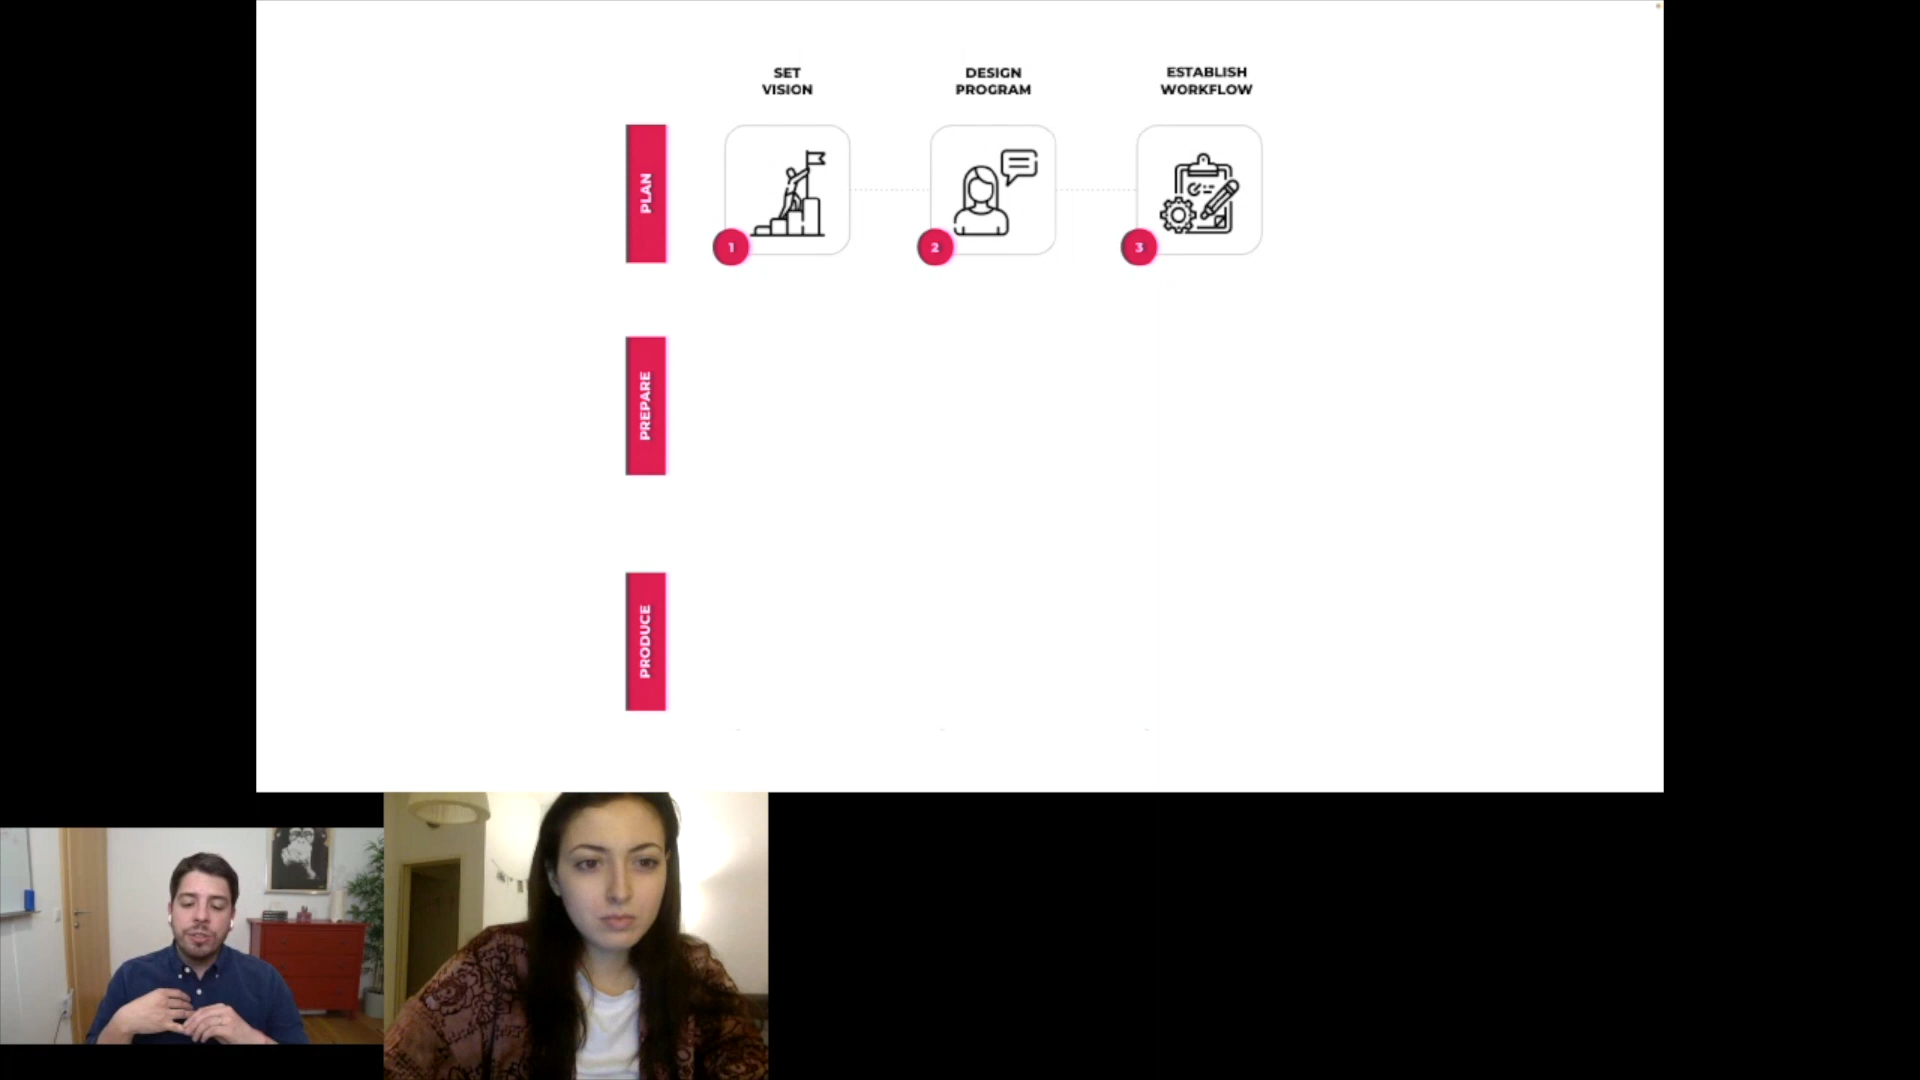 SET
VISION
DESIGN
PROGRAM
ESTABLISH
WORKFLOW
PLAN
1
2
3
PREPARE
PRODUCE